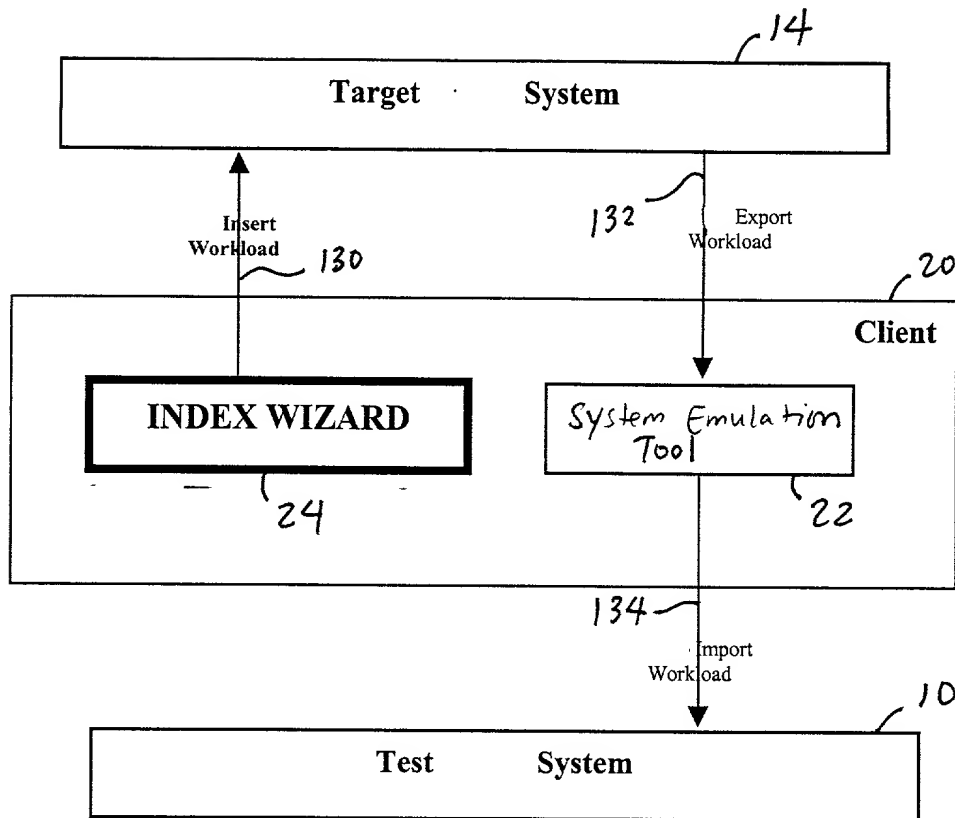 14
Target System
132
Insert
Workload
Export
Workload
130
20
Client
INDEX WIZARD
System Emulation
Tool
24
22
134
Import
Workload
10
Test System